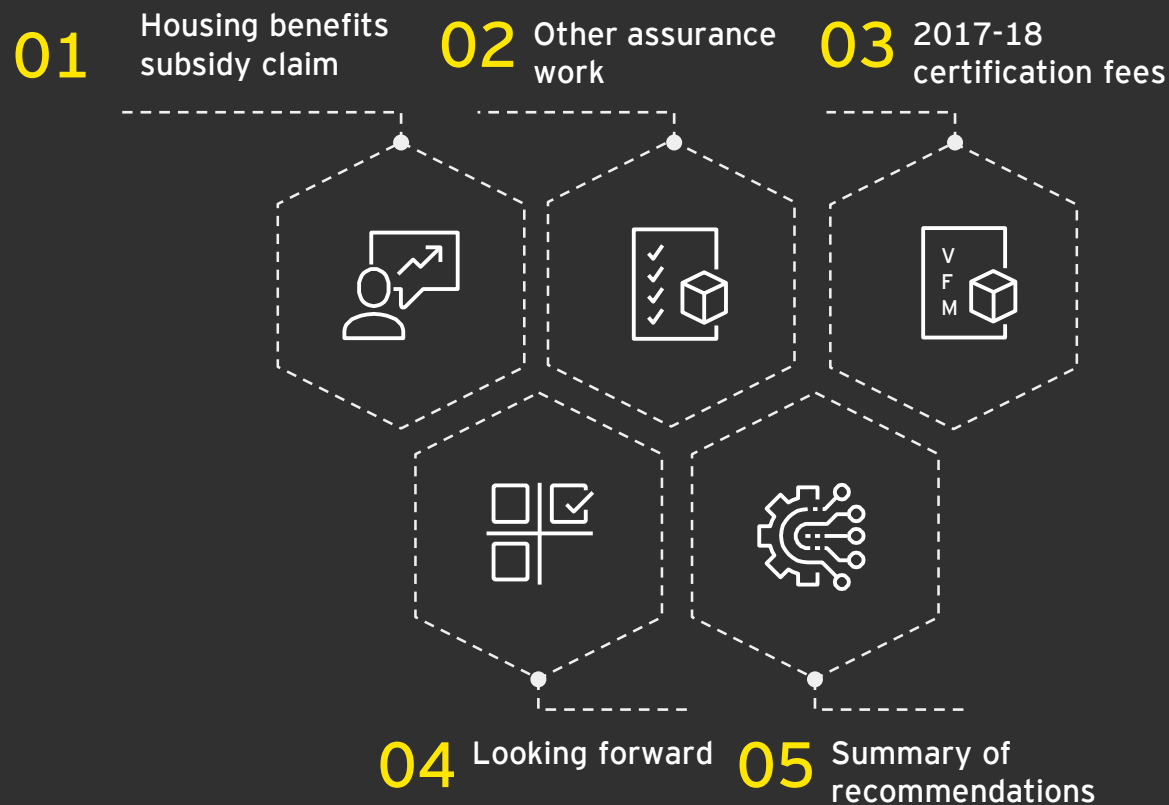 01
Housing benefits
subsidy claim
02
Other assurance
work
03
2017-18
certification fees
V
F
M
04
Looking forward
05
Summary of
recommendations